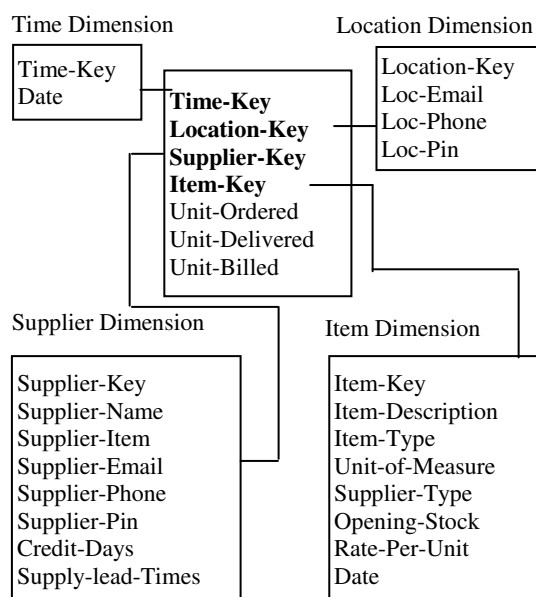 Time Dimension
Time-Key
Date
Location Dimension
Location-Key
Loc-Email
Loc-Phone
Loc-Pin
Time-Key
Location-Key
Supplier-Key
Item-Key
Unit-Ordered
Unit-Delivered
Unit-Billed
Supplier Dimension
Supplier-Key
Supplier-Name
Supplier-Item
Supplier-Email
Supplier-Phone
Supplier-Pin
Credit-Days
Supply-lead-Times
Item Dimension
Item-Key
Item-Description
Item-Type
Unit-of-Measure
Supplier-Type
Opening-Stock
Rate-Per-Unit
Date